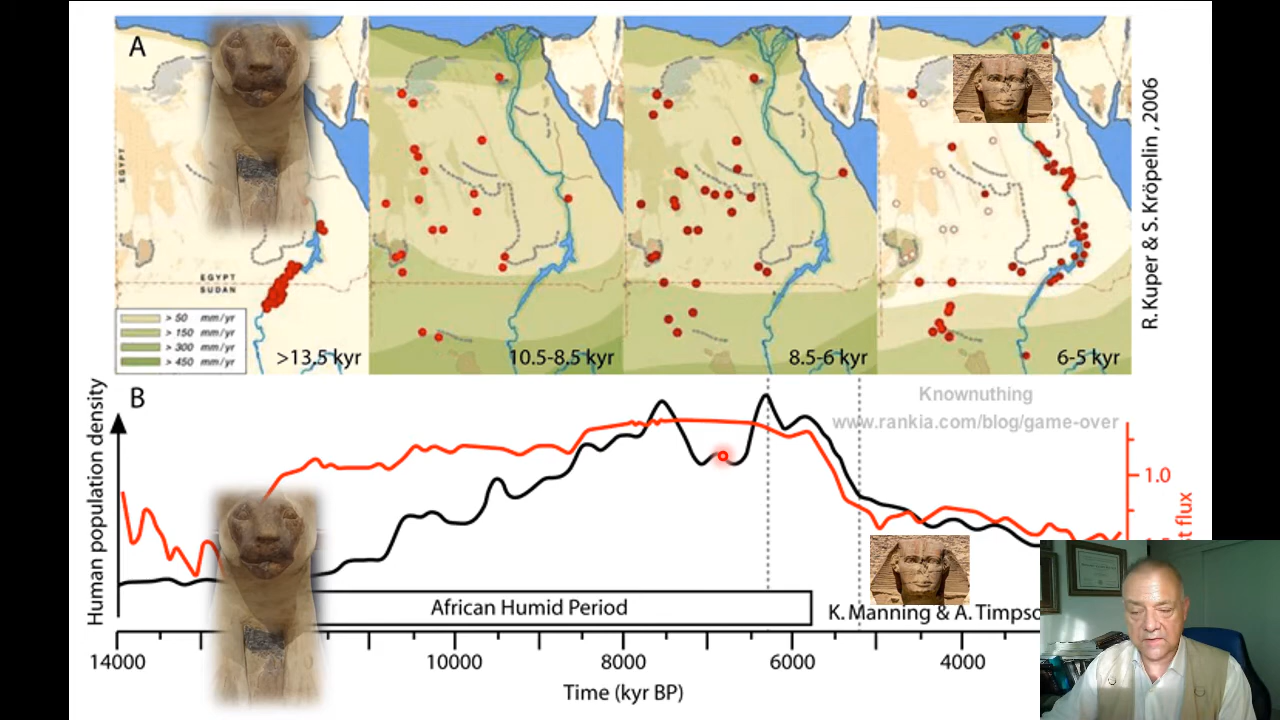 A
EGYPT
EGYPT
SUDAN
> 50 mm/yr
> 150 mm/yr
> 300 mm/yr
> 450 mm/yr
>13.5 kyr
10.5-8.5 kyr
8.5-6 kyr
6-5 kyr
R. Kuper & S. Kröpelin , 2006
B
Knownuthing
www.rankia.com/blog/game-over
Human population density
1.0
flux
African Humid Period
K. Manning & A.
14000
10000
8000
6000
4000
Time (kyr BP)